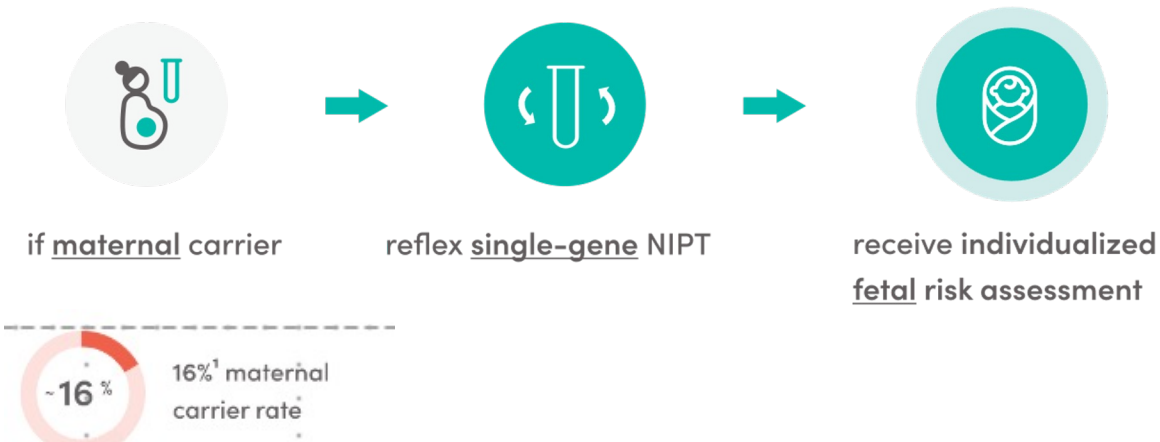 if maternal carrier
reflex single-gene NIPT
receive individualized
fetal risk assessment
~16 %
16%¹ maternal
carrier rate